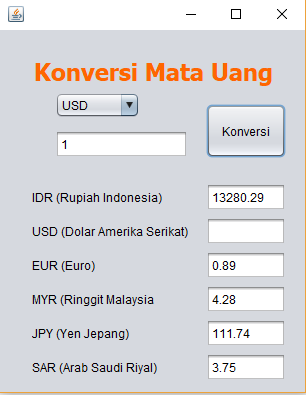 Konversi Mata Uang
USD
1
Konversi
IDR (Rupiah Indonesia) 13280.29
USD (Dolar Amerika Serikat)
EUR (Euro) 0.89
MYR (Ringgit Malaysia 4.28
JPY (Yen Jepang) 111.74
SAR (Arab Saudi Riyal) 3.75